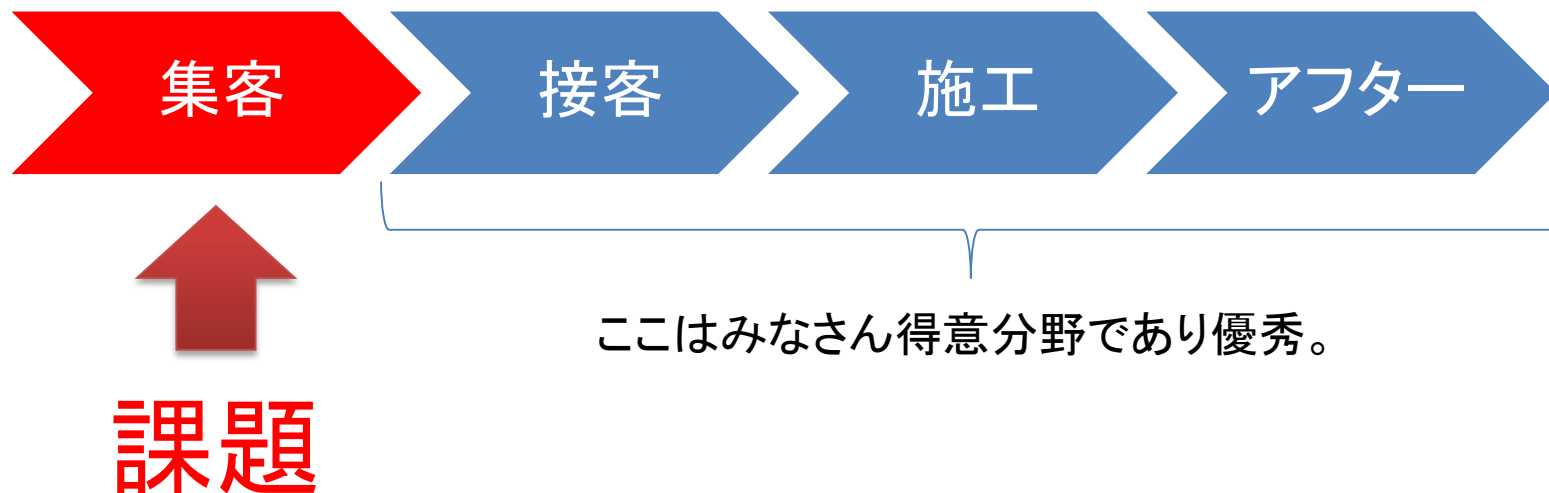 集客
接客
施工
アフター
ここはみなさん得意分野であり優秀。
課題